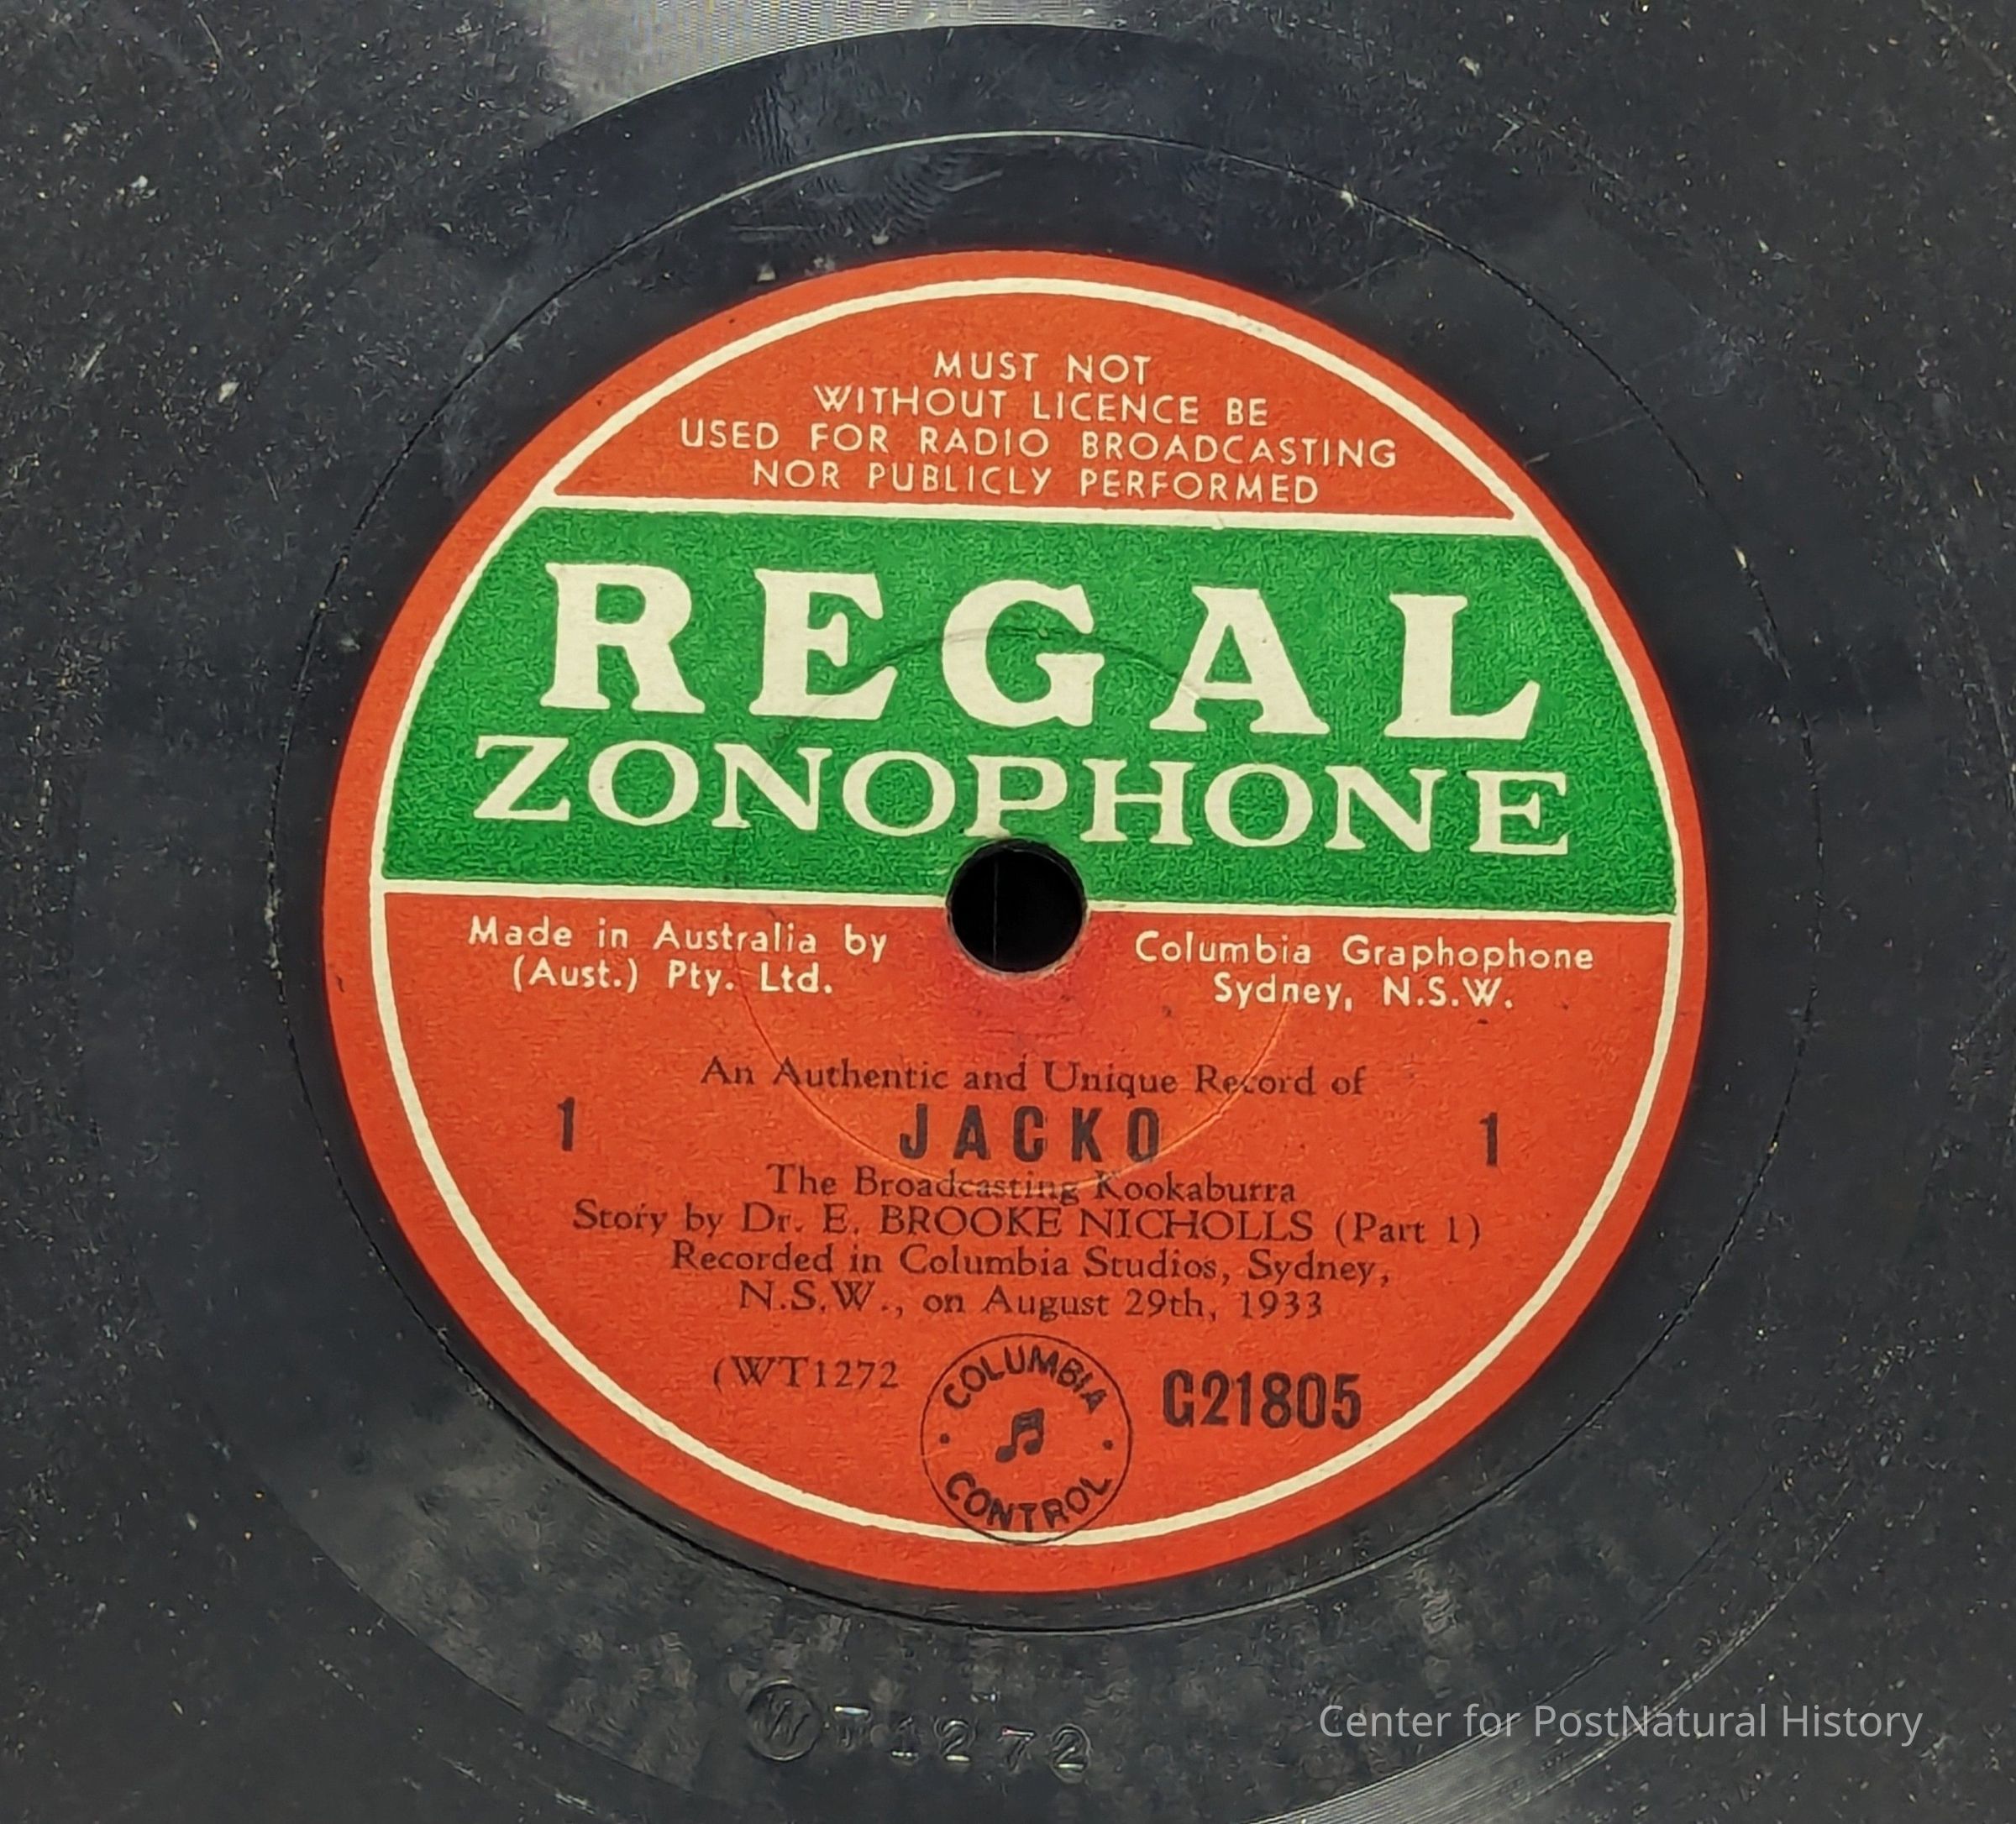 MUST NOT
WITHOUT LICENCE BE
USED FOR RADIO BROADCASTING
NOR PUBLICLY PERFORMED
REGAL
ZONOPHONE
Made in Australia by Columbia Graphophone
(Aust.) Pty. Ltd. Sydney, N.S.W.
An Authentic and Unique Record of
1 JACKO 1
The Broadcasting Kookaburra
Story by Dr. E. BROOKE NICHOLLS (Part 1)
Recorded in Columbia Studios, Sydney,
N.S.W., on August 29th, 1933
(WT1272 G21805
COLUMBIA
CONTROL
W T1272
Center for PostNatural History